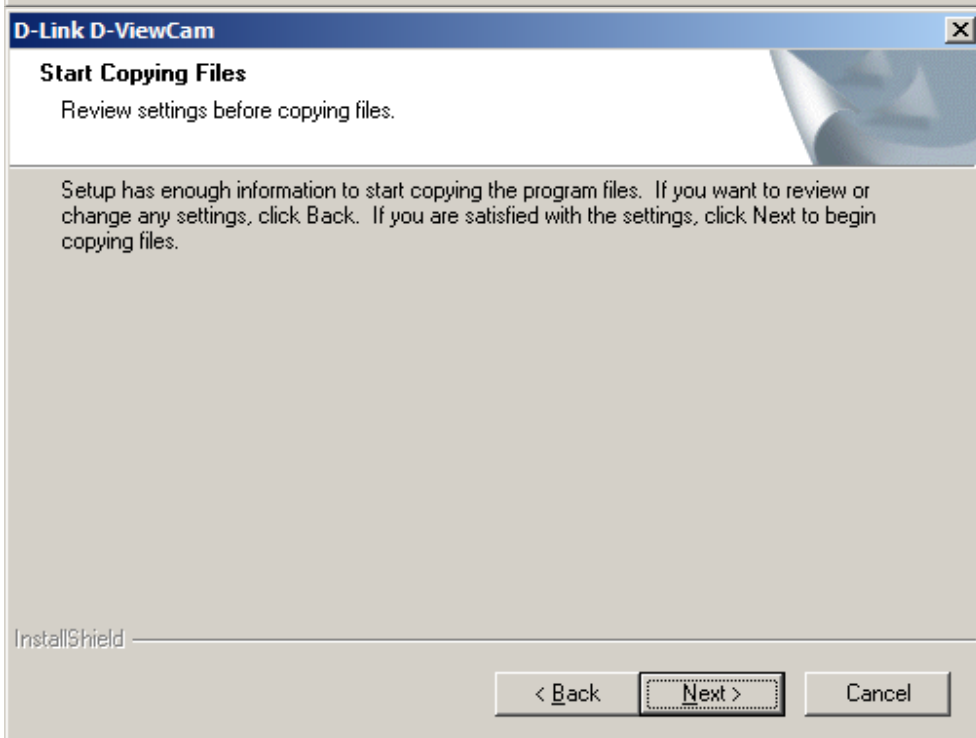 D-Link D-ViewCam
Start Copying Files
Review settings before copying files.
Setup has enough information to start copying the program files. If you want to review or
change any settings, click Back. If you are satisfied with the settings, click Next to begin
copying files.
InstallShield
< Back
Next >
Cancel